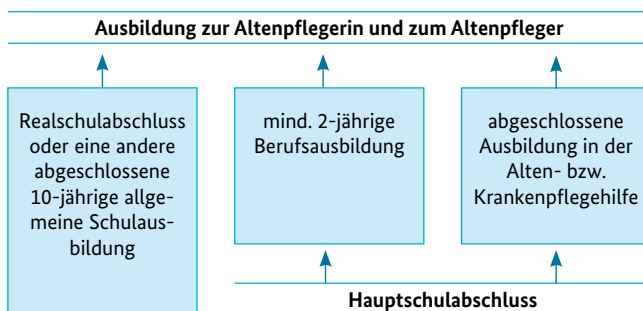 Ausbildung zur Altenpflegerin und zum Altenpfleger
Realschulabschluss
oder eine andere
abgeschlossene
10-jährige allge-
meine Schulaus-
bildung
mind. 2-jährige
Berufsausbildung
abgeschlossene
Ausbildung in der
Alten- bzw.
Krankenpflegehilfe
Hauptschulabschluss